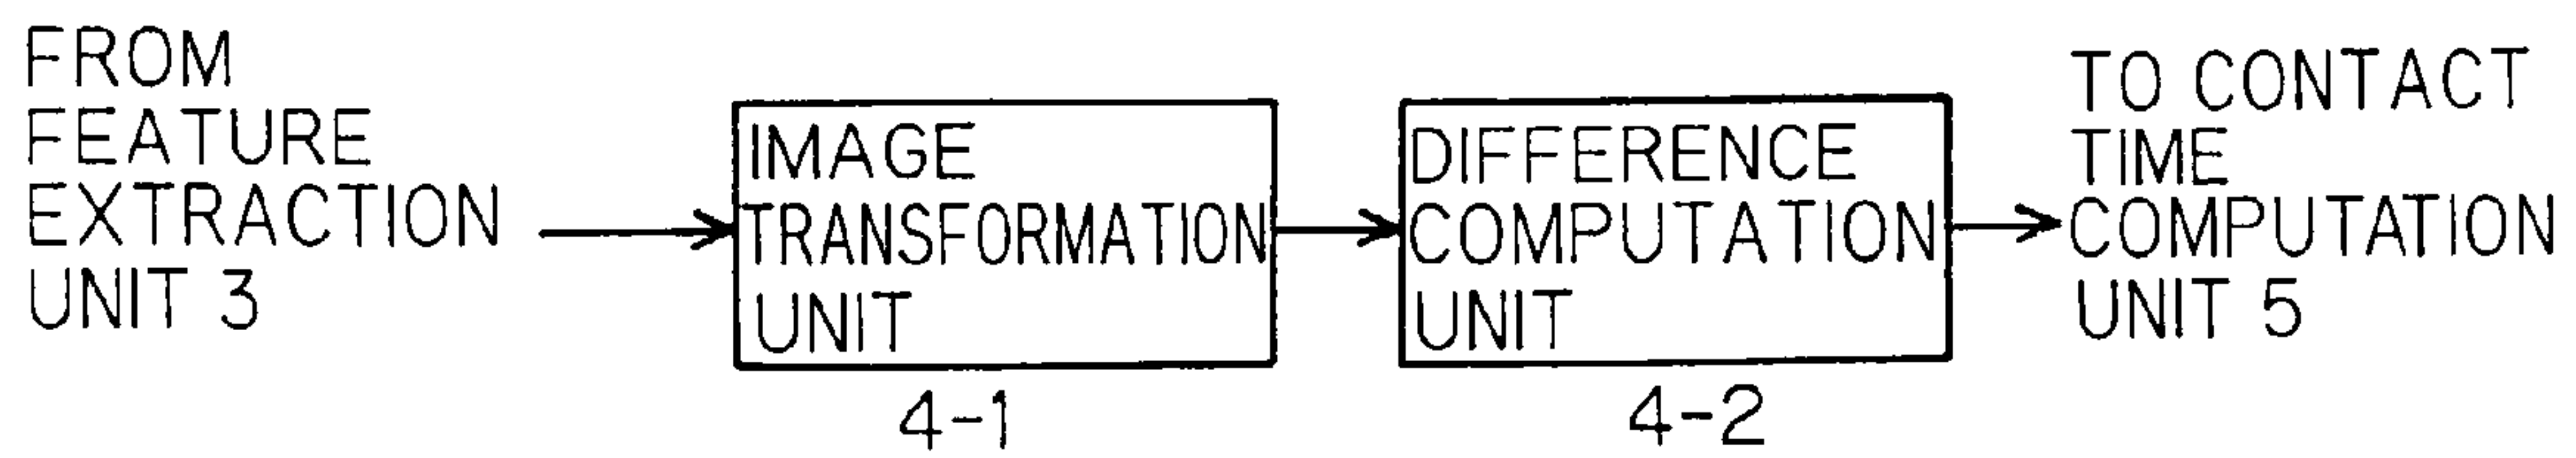 FROM
FEATURE
EXTRACTION
UNIT 3
IMAGE
TRANSFORMATION
UNIT
4-1
DIFFERENCE
COMPUTATION
UNIT
4-2
TO CONTACT
TIME
COMPUTATION
UNIT 5